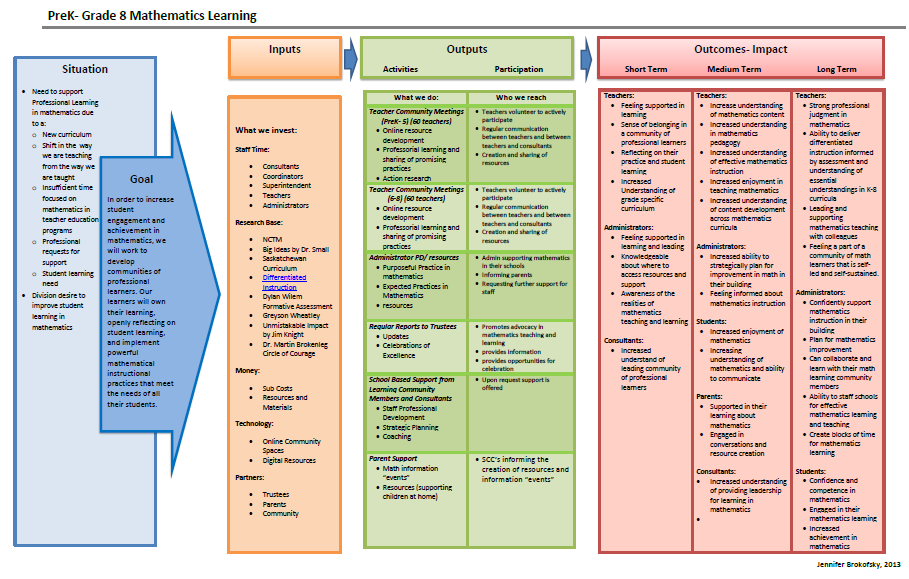 PreK- Grade 8 Mathematics Learning
Situation
• Need to support
Professional Learning
in mathematics due
to a:
o New curriculum
o Shift in the way
we are teaching
from the way we
are taught
o Insufficient time
focused on
mathematics in
teacher education
programs
o Professional
requests for
support
o Student learning
need
• Division desire to
improve student
learning in
mathematics
Goal
In order to increase
student
engagement and
achievement in
mathematics, we
will work to
develop
communities of
professional
learners. Our
learners will own
their learning,
openly reflecting on
student learning,
and implement
powerful
mathematical
instructional
practices that meet
the needs of all
their students.
Inputs
What we invest:
Staff Time:
• Consultants
• Coordinators
• Superintendent
• Teachers
• Administrators
Research Base:
• NCTM
• Big Ideas by Dr. Small
• Saskatchewan
Curriculum
• Differentiated
Instruction
• Dylan Wilem
Formative Assessment
• Greyson Wheatley
• Unmistakable Impact
by Jim Knight
• Dr. Martin Brokenleg
Circle of Courage
Money:
• Sub Costs
• Resources and
Materials
Technology:
• Online Community
Spaces
• Digital Resources
Partners:
• Trustees
• Parents
• Community
Outputs
Activities Participation
What we do: Who we reach
Teacher Community Meetings
(PreK- 5) (60 teachers)
• Online resource
development
• Professional learning and
sharing of promising
practices
• Action research
• Teachers volunteer to actively
participate
• Regular communication
between teachers and between
teachers and consultants
• Creation and sharing of
resources
Teacher Community Meetings
(6-8) (60 teachers)
• Online resource
development
• Professional learning and
sharing of promising
practices
• Teachers volunteer to actively
participate
• Regular communication
between teachers and between
teachers and consultants
• Creation and sharing of
resources
Administrator PD/ resources
• Purposeful Practice in
mathematics
• Expected Practices in
Mathematics
• resources
• Admin supporting mathematics
in their schools
• Informing parents
• Requesting further support for
staff
Regular Reports to Trustees
• Updates
• Celebrations of
Excellence
• Promotes advocacy in
mathematics teaching and
learning
• provides information
• provides opportunities for
celebration
School Based Support from
Learning Community
Members and Consultants
• Staff Professional
Development
• Strategic Planning
• Coaching
• Upon request support is
offered
Parent Support
• Math information
"events"
• Resources (supporting
children at home)
• SCC's informing the
creation of resources and
information "events"
Outcomes- Impact
Short Term Medium Term Long Term
Teachers:
• Feeling supported in
learning
• Sense of belonging in
a community of
professional learners
• Reflecting on their
practice and student
learning
• Increased
Understanding of
grade specific
curriculum
Administrators:
• Feeling supported in
learning and leading
• Knowledgeable
about where to
access resources and
support
• Awareness of the
realities of
mathematics
teaching and learning
Consultants:
• Increased
understand of
leading community
of professional
learners
Teachers:
• Increase understanding
of mathematics content
• Increased understanding
in mathematics
pedagogy
• Increased understanding
of effective mathematics
instruction
• Increased enjoyment in
teaching mathematics
• Increased understanding
of content development
across mathematics
curricula
Administrators:
• Increased ability to
strategically plan for
improvement in math in
their building
• Feeling informed about
mathematics instruction
Students:
• Increased enjoyment of
mathematics
• Increasing
understanding of
mathematics and ability
to communicate
Parents:
• Supported in their
learning about
mathematics
• Engaged in
conversations and
resource creation
Consultants:
• Increased understanding
of providing leadership
for learning in
mathematics
•
Teachers:
• Strong professional
judgment in
mathematics
• Ability to deliver
differentiated
instruction informed
by assessment and
understanding of
essential
understandings in K-8
curricula
• Leading and
supporting
mathematics teaching
with colleagues
• Feeling a part of a
community of math
learners that is self-
led and self-sustained.
Administrators:
• Confidently support
mathematics
instruction in their
building
• Plan for mathematics
improvement
• Can collaborate and
learn with their math
learning community
members
• Ability to staff schools
for effective
mathematics learning
and teaching
• Create blocks of time for
mathematics
learning
Students:
• Confidence and
competence in
mathematics
• Engaged in their
mathematics learning
• Increased
achievement in
mathematics
Jennifer Brokofsky, 2013